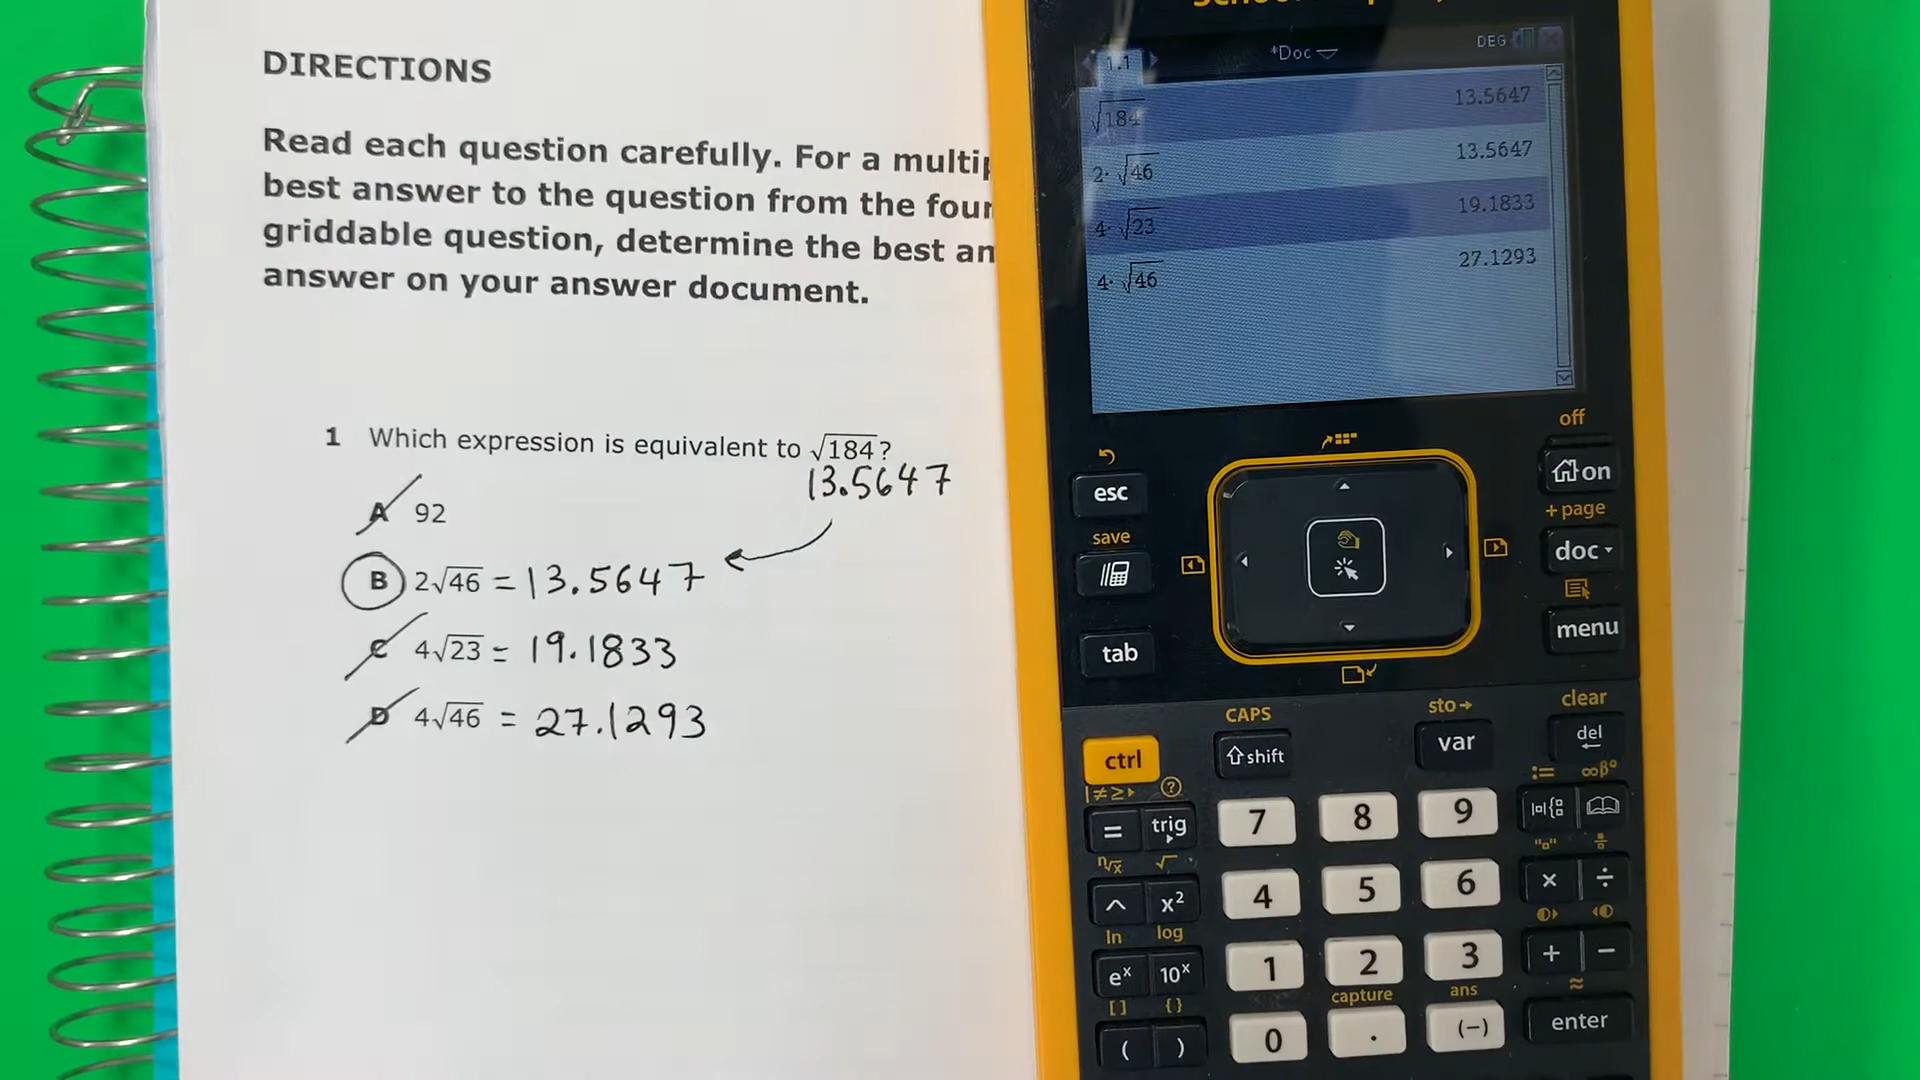 DIRECTIONS
Read each question carefully. For a
best answer to the question from the four
griddable question, determine the best
answer on your answer document.
1 Which expression is equivalent to √184?
13.5647
A 92
B 2√46 = 13.5647
C 4√23 = 19.1833
D 4√46 = 27.1293
1.1 *Doc DEG
√184 13.5647
2·√46 13.5647
4·√23 19.1833
4·√46 27.1293
off
esc
on
save
+ page
doc
tab
menu
CAPS
sto→
clear
ctrl
shift
var
del
|≠≥▸ ?
:= ∞β°
= trig 7 8 9
ⁿ√x √
"□"
^ x² 4 5 6 × ÷
ln log
eˣ 10ˣ 1 2 3 + −
[] {} capture ans ≈
( ) 0 . (−) enter